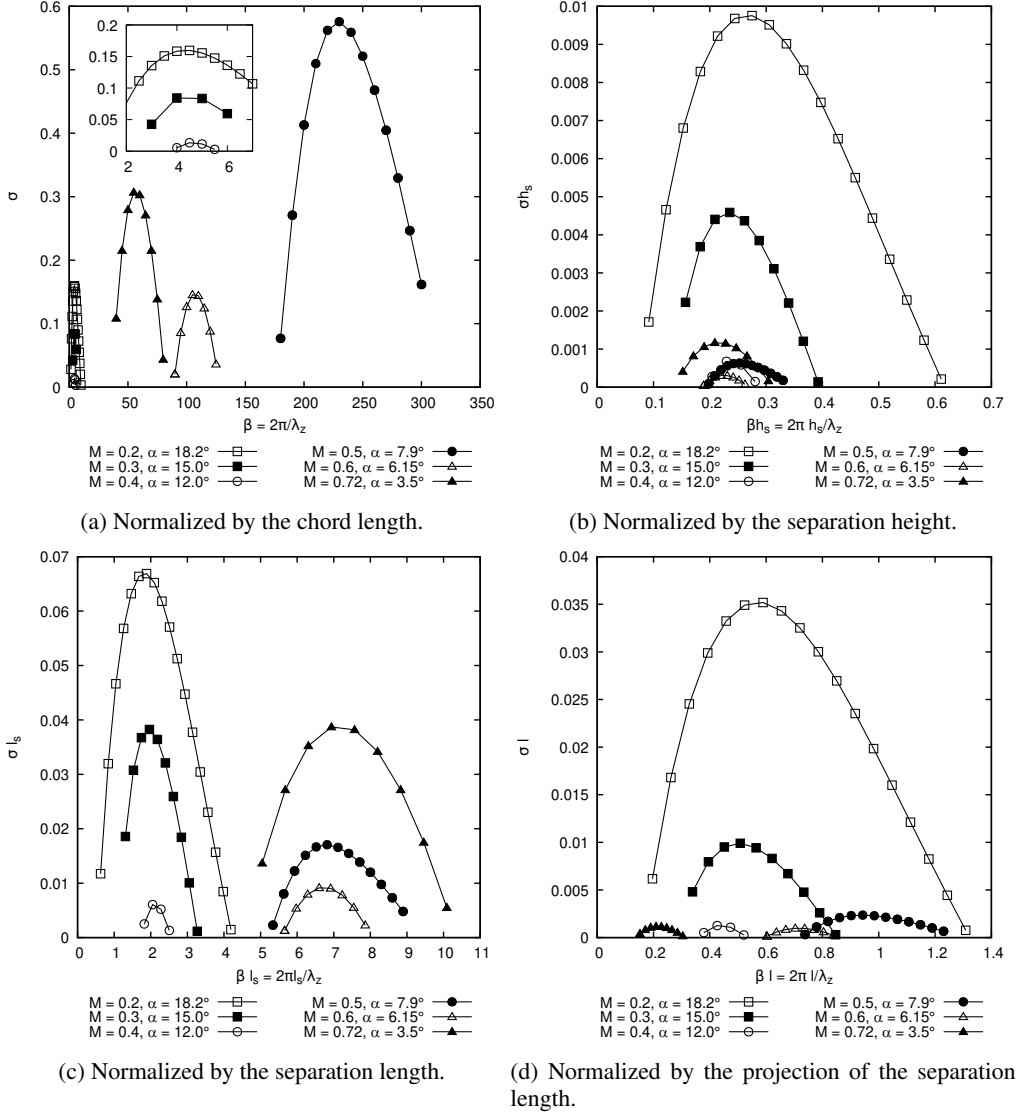 0.6
0.5
0.4
0.3
0.2
0.1
0
σ
0.2
0.15
0.1
0.05
0
2 4 6
0 50 100 150 200 250 300 350
β = 2π/λz
M = 0.2, α = 18.2°
M = 0.3, α = 15.0°
M = 0.4, α = 12.0°
M = 0.5, α = 7.9°
M = 0.6, α = 6.15°
M = 0.72, α = 3.5°
(a) Normalized by the chord length.
0.01
0.009
0.008
0.007
0.006
0.005
0.004
0.003
0.002
0.001
0
σhs
0 0.1 0.2 0.3 0.4 0.5 0.6 0.7
βhs = 2π hs/λz
M = 0.2, α = 18.2°
M = 0.3, α = 15.0°
M = 0.4, α = 12.0°
M = 0.5, α = 7.9°
M = 0.6, α = 6.15°
M = 0.72, α = 3.5°
(b) Normalized by the separation height.
0.07
0.06
0.05
0.04
0.03
0.02
0.01
0
σ ls
0 1 2 3 4 5 6 7 8 9 10 11
β ls = 2πls/λz
M = 0.2, α = 18.2°
M = 0.3, α = 15.0°
M = 0.4, α = 12.0°
M = 0.5, α = 7.9°
M = 0.6, α = 6.15°
M = 0.72, α = 3.5°
(c) Normalized by the separation length.
0.04
0.035
0.03
0.025
0.02
0.015
0.01
0.005
0
σ l
0 0.2 0.4 0.6 0.8 1 1.2 1.4
β l = 2π l/λz
M = 0.2, α = 18.2°
M = 0.3, α = 15.0°
M = 0.4, α = 12.0°
M = 0.5, α = 7.9°
M = 0.6, α = 6.15°
M = 0.72, α = 3.5°
(d) Normalized by the projection of the separation
length.